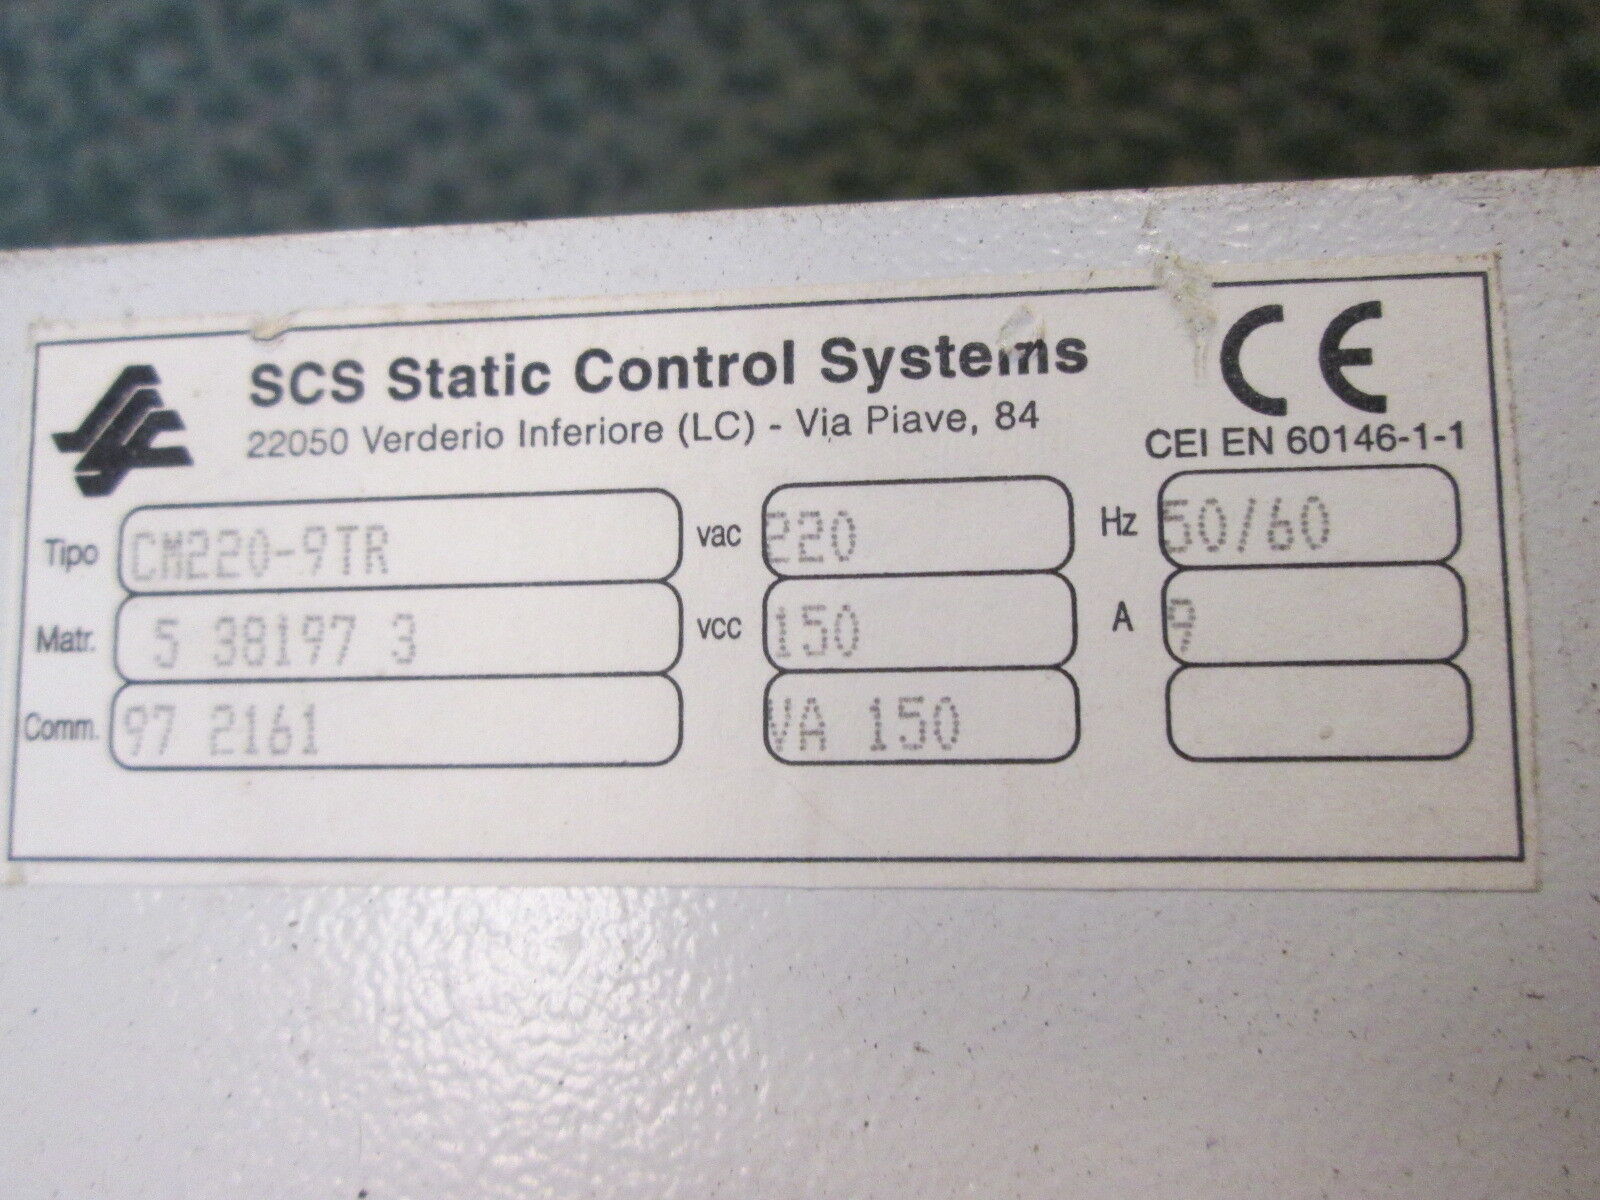 SCS Static Control Systems
22050 Verderio Inferiore (LC) - Via Piave, 84
CE
CEI EN 60146-1-1
Tipo CM220-9TR vac 220 Hz 50/60
Matr. S 38197 3 vcc 150 A 9
Comm. 97 2161 VA 150